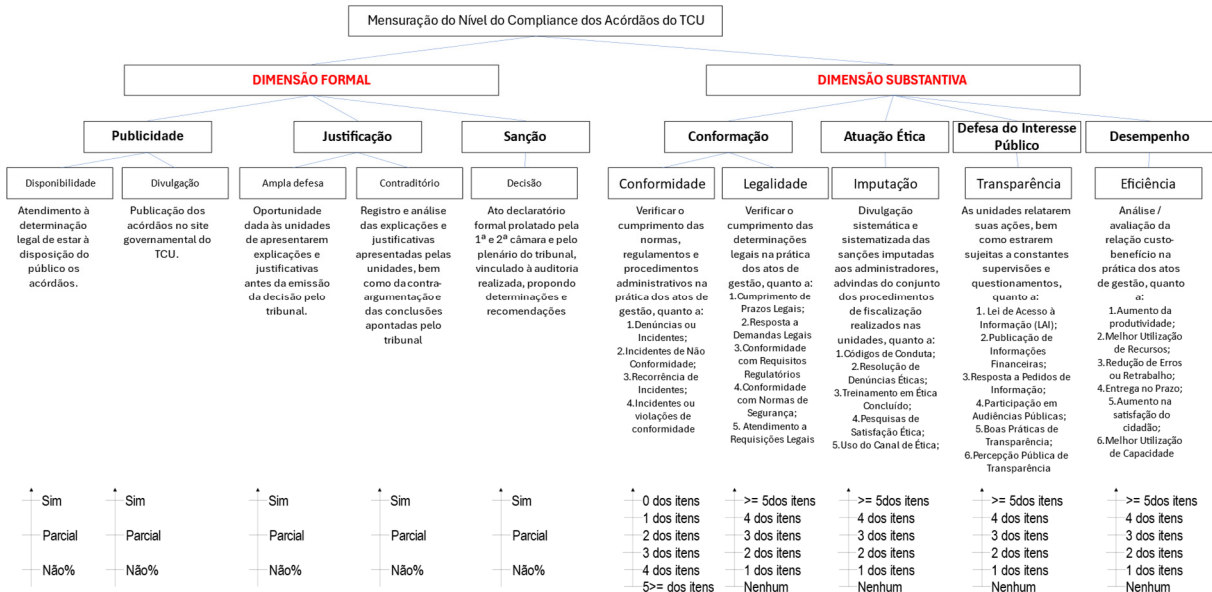 Mensuração do Nível do Compliance dos Acórdãos do TCU
DIMENSÃO FORMAL
DIMENSÃO SUBSTANTIVA
Publicidade
Justificação
Sanção
Conformação
Atuação Ética
Defesa do Interesse
Público
Desempenho
Disponibilidade
Divulgação
Ampla defesa
Contraditório
Decisão
Conformidade
Legalidade
Imputação
Transparência
Eficiência
Atendimento à
determinação
legal de estar à
disposição do
público os
acórdãos.
Publicação dos
acórdãos no site
governamental do
TCU.
Oportunidade
dada às unidades
de apresentarem
explicações e
justificativas
antes da emissão
da decisão pelo
tribunal.
Registro e análise
das explicações e
justificativas
apresentadas pelas
unidades, bem
como da contra-
argumentação e
das conclusões
apontadas pelo
tribunal
Ato declaratório
formal prolatado pela
1ª e 2ª câmara e pelo
plenário do tribunal,
vinculado à auditoria
realizada, propondo
determinações e
recomendações
Verificar o
cumprimento
das normas,
regulamentos e
procedimentos
administrativos na
prática dos atos de
gestão, quanto a:
1.Denúncias ou
Incidentes;
2.Incidentes de Não
Conformidade;
3.Recorrência de
Incidentes;
4.Incidentes ou
violações de
conformidade
Verificar o
cumprimento das
determinações
legais na prática
dos atos de
gestão, quanto a:
1.Cumprimento de
Prazos Legais;
2.Resposta a
Demandas Legais
3.Conformidade
com Requisitos
Regulatórios
4.Conformidade
com Normas de
Segurança;
5. Atendimento a
Requisições Legais
Divulgação
sistemática e
sistematizada das
sanções imputadas
aos administradores,
advindas do conjunto
dos procedimentos
de fiscalização
realizados nas
unidades, quanto a:
1.Códigos de Conduta;
2.Resolução de
Denúncias Éticas;
3.Treinamento em Ética
Concluído;
4.Pesquisas de
Satisfação Ética;
5.Uso do Canal de Ética;
As unidades relatarem
suas ações, bem
como estrarem
sujeitas a constantes
supervisões e
questionamentos,
quanto a:
1. Lei de Acesso à
Informação (LAI);
2.Publicação de
Informações
Financeiras;
3.Resposta a Pedidos de
Informação;
4.Participação em
Audiências Públicas;
5.Boas Práticas de
Transparência;
6.Percepção Pública de
Transparência
Análise /
avaliação da
relação custo-
benefício na
prática dos atos
de gestão, quanto
a:
1.Aumento da
produtividade;
2.Melhor Utilização
de Recursos;
3.Redução de Erros
ou Retrabalho;
4.Entrega no Prazo;
5.Aumento na
satisfação do
cidadão;
6.Melhor Utilização
de Capacidade
Sim
Parcial
Não%
Sim
Parcial
Não%
Sim
Parcial
Não%
Sim
Parcial
Não%
Sim
Parcial
Não%
0 dos itens
1 dos itens
2 dos itens
3 dos itens
4 dos itens
5>= dos itens
>= 5dos itens
4 dos itens
3 dos itens
2 dos itens
1 dos itens
Nenhum
>= 5dos itens
4 dos itens
3 dos itens
2 dos itens
1 dos itens
Nenhum
>= 5dos itens
4 dos itens
3 dos itens
2 dos itens
1 dos itens
Nenhum
>= 5dos itens
4 dos itens
3 dos itens
2 dos itens
1 dos itens
Nenhum